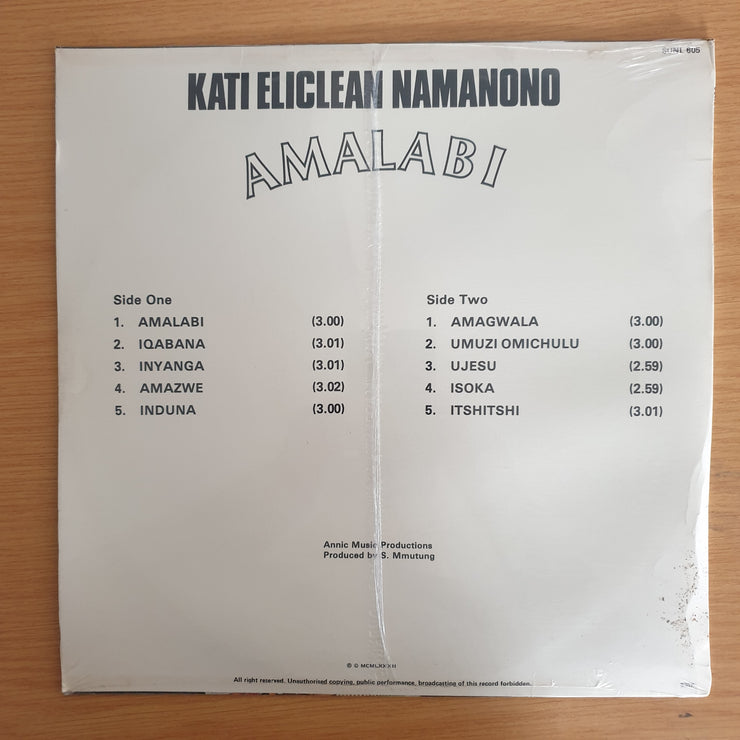 SUNL 605
KATI ELICLEAN NAMANONO
AMALABI
Side One
1. AMALABI (3.00)
2. IQABANA (3.01)
3. INYANGA (3.01)
4. AMAZWE (3.02)
5. INDUNA (3.00)
Side Two
1. AMAGWALA (3.00)
2. UMUZI OMICHULU (3.00)
3. UJESU (2.59)
4. ISOKA (2.59)
5. ITSHITSHI (3.01)
Annic Music Productions
Produced by S. Mmutung
All right reserved. Unauthorised copying, public performance, broadcasting of this record forbidden.